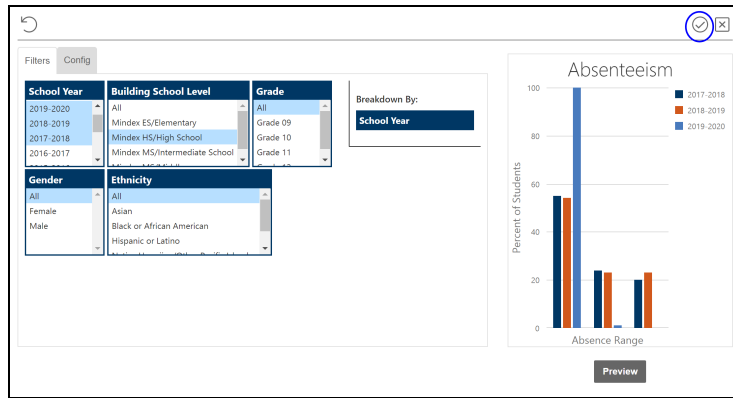 Filters
Config
School Year
2019-2020
2018-2019
2017-2018
2016-2017
Building School Level
All
Mindex ES/Elementary
Mindex HS/High School
Mindex MS/Intermediate School
Grade
All
Grade 09
Grade 10
Grade 11
Breakdown By:
School Year
Gender
All
Female
Male
Ethnicity
All
Asian
Black or African American
Hispanic or Latino
Absenteeism
100
80
60
40
20
0
Percent of Students
Absence Range
2017-2018
2018-2019
2019-2020
Preview